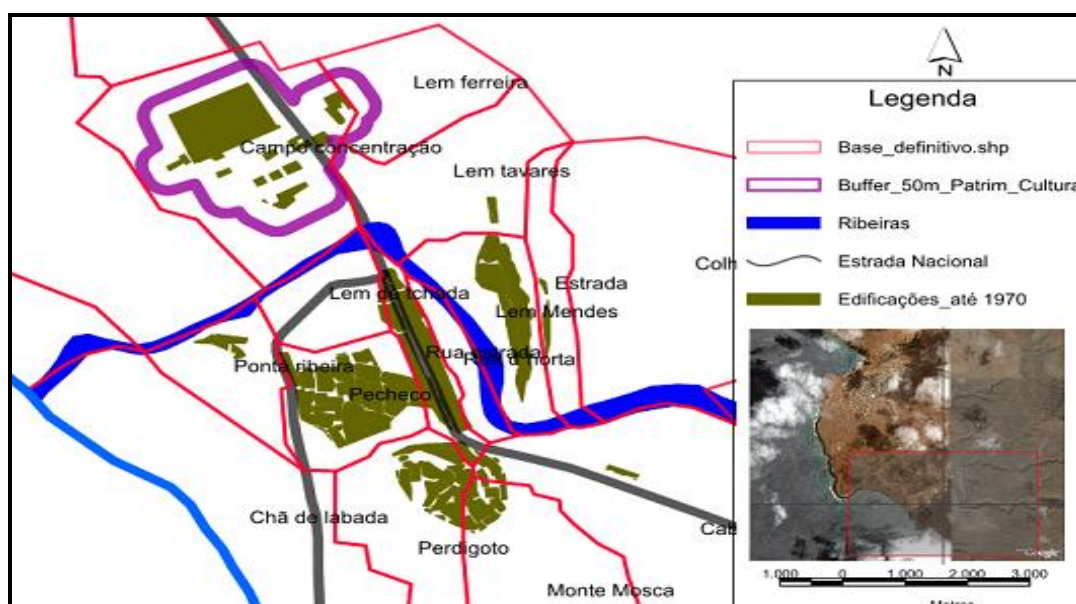 Lem ferreira
Campo concentração
Lem tavares
Colh
Estrada
Lem de tchada
Lem Mendes
Rua estrada
Ponta ribeira
Pecheco
Chã de labada
Perdigoto
Monte Mosca
N
Legenda
Base_definitivo.shp
Buffer_50m_Patrim_Cultura
Ribeiras
Estrada Nacional
Edificações_até 1970
Google
1.000 0 1.000 2.000 3.000